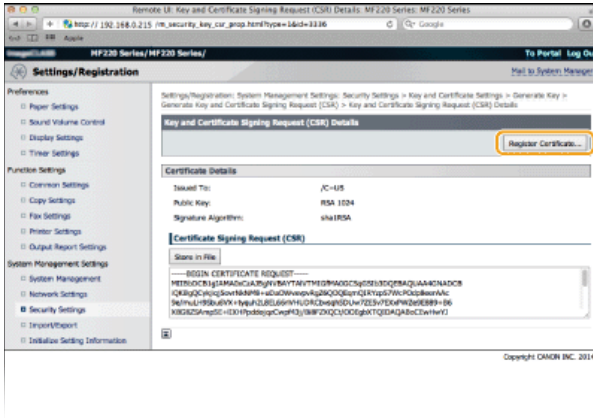 Remote UI: Key and Certificate Signing Request (CSR) Details: MF220 Series: MF220 Series
http://192.168.0.215/m_security_key_csr_prop.html?type=1&id=3336
Google
Apple
imageCLASS
MF220 Series/MF220 Series/
To Portal Log Ou
Settings/Registration
Mail to System Manager
Preferences
Paper Settings
Sound Volume Control
Display Settings
Timer Settings
Function Settings
Common Settings
Copy Settings
Fax Settings
Printer Settings
Output Report Settings
System Management Settings
System Management
Network Settings
Security Settings
Import/Export
Initialize Setting Information
Settings/Registration: System Management Settings: Security Settings > Key and Certificate Settings > Generate Key >
Generate Key and Certificate Signing Request (CSR) > Key and Certificate Signing Request (CSR) Details
Key and Certificate Signing Request (CSR) Details
Register Certificate...
Certificate Details
Issued To: /C=US
Public Key: RSA 1024
Signature Algorithm: sha1RSA
Certificate Signing Request (CSR)
Store in File
-----BEGIN CERTIFICATE REQUEST-----
Copyright CANON INC. 2014